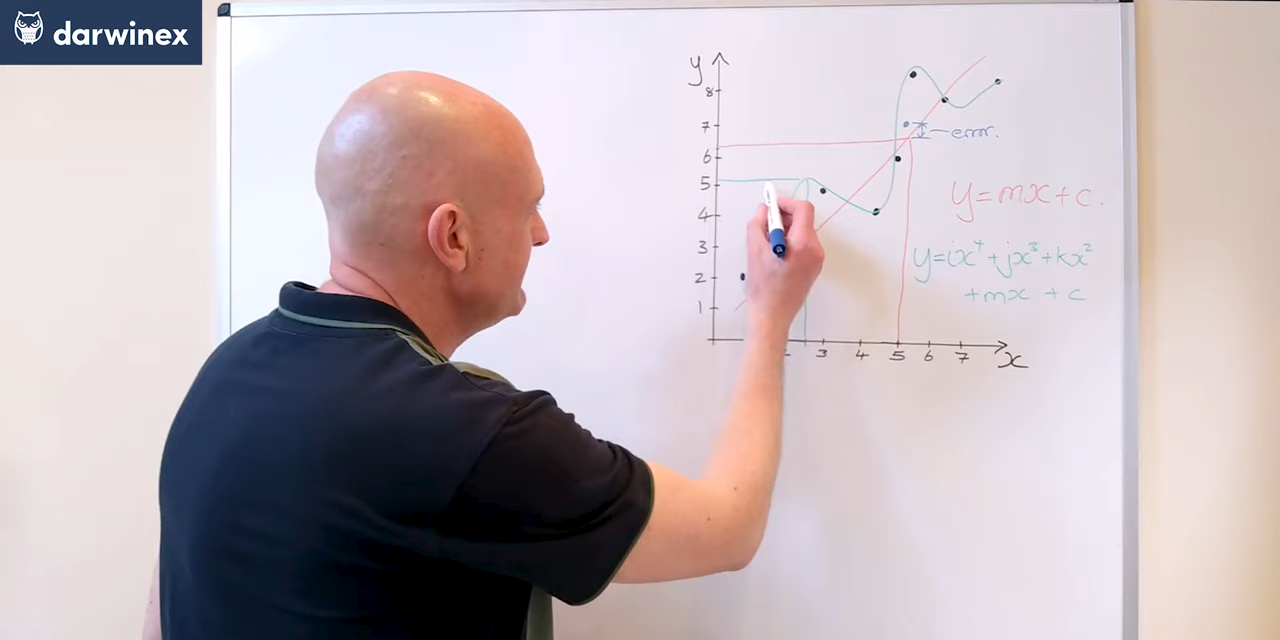 darwinex
y
8
7
6
5
4
3
2
1
3 4 5 6 7
x
error.
y=mx+c.
y=ix⁴+jx³+kx²
+mx +c